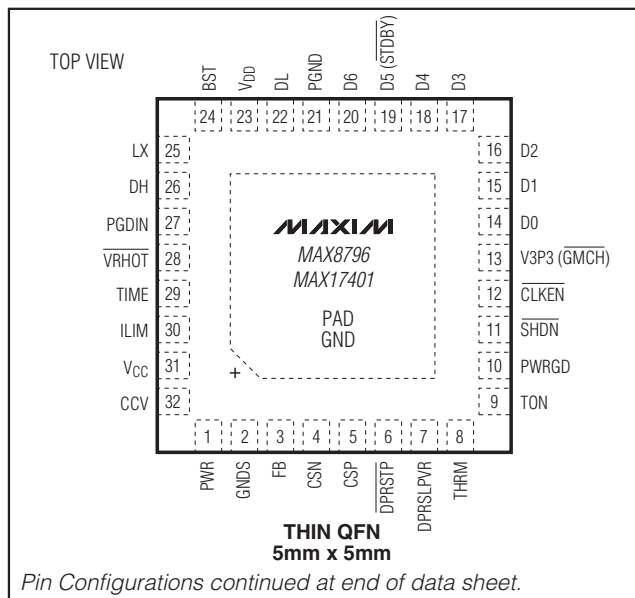 TOP VIEW
BST
VDD
DL
PGND
D6
D5 (STDBY)
D4
D3
24 23 22 21 20 19 18 17
LX 25
DH 26
PGDIN 27
VRHOT 28
TIME 29
ILIM 30
VCC 31
CCV 32
16 D2
15 D1
14 D0
13 V3P3 (GMCH)
12 CLKEN
11 SHDN
10 PWRGD
9 TON
MAXIM
MAX8796
MAX17401
PAD
GND
+
1 2 3 4 5 6 7 8
PWR
GNDS
FB
CSN
CSP
DPRSTP
DPRSLPVR
THRM
THIN QFN
5mm x 5mm
Pin Configurations continued at end of data sheet.